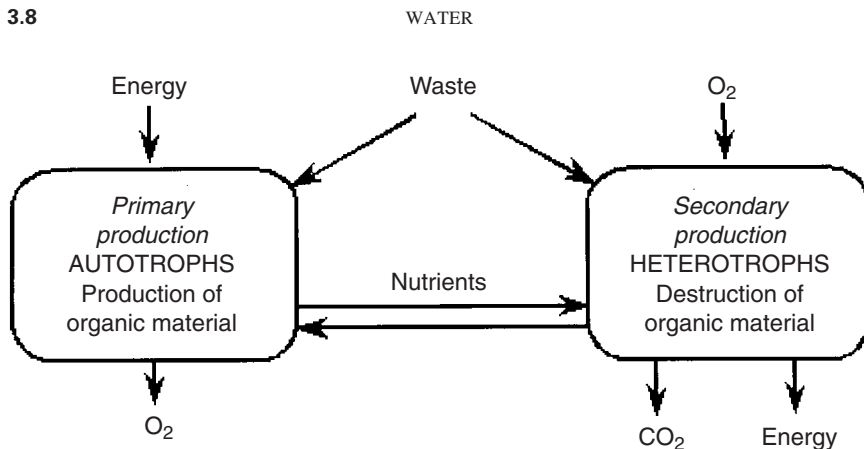 3.8
WATER
Energy
Waste
O₂
Primary
production
AUTOTROPHS
Production of
organic material
Nutrients
Secondary
production
HETEROTROPHS
Destruction of
organic material
O₂
CO₂
Energy